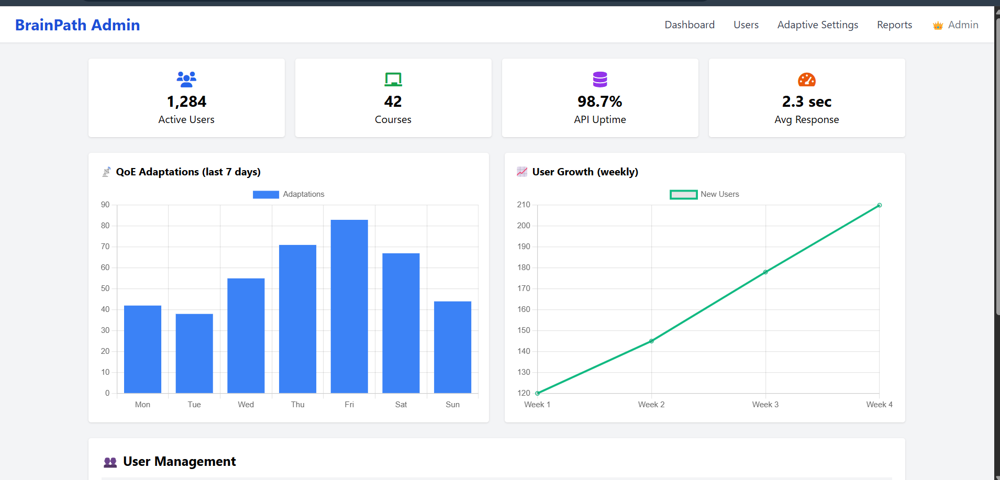 BrainPath Admin
Dashboard Users Adaptive Settings Reports 👑 Admin
1,284
Active Users
42
Courses
98.7%
API Uptime
2.3 sec
Avg Response
📡 QoE Adaptations (last 7 days)
Adaptations
90
80
70
60
50
40
30
20
10
0
Mon Tue Wed Thu Fri Sat Sun
📈 User Growth (weekly)
New Users
210
200
190
180
170
160
150
140
130
120
Week 1 Week 2 Week 3 Week 4
👥 User Management